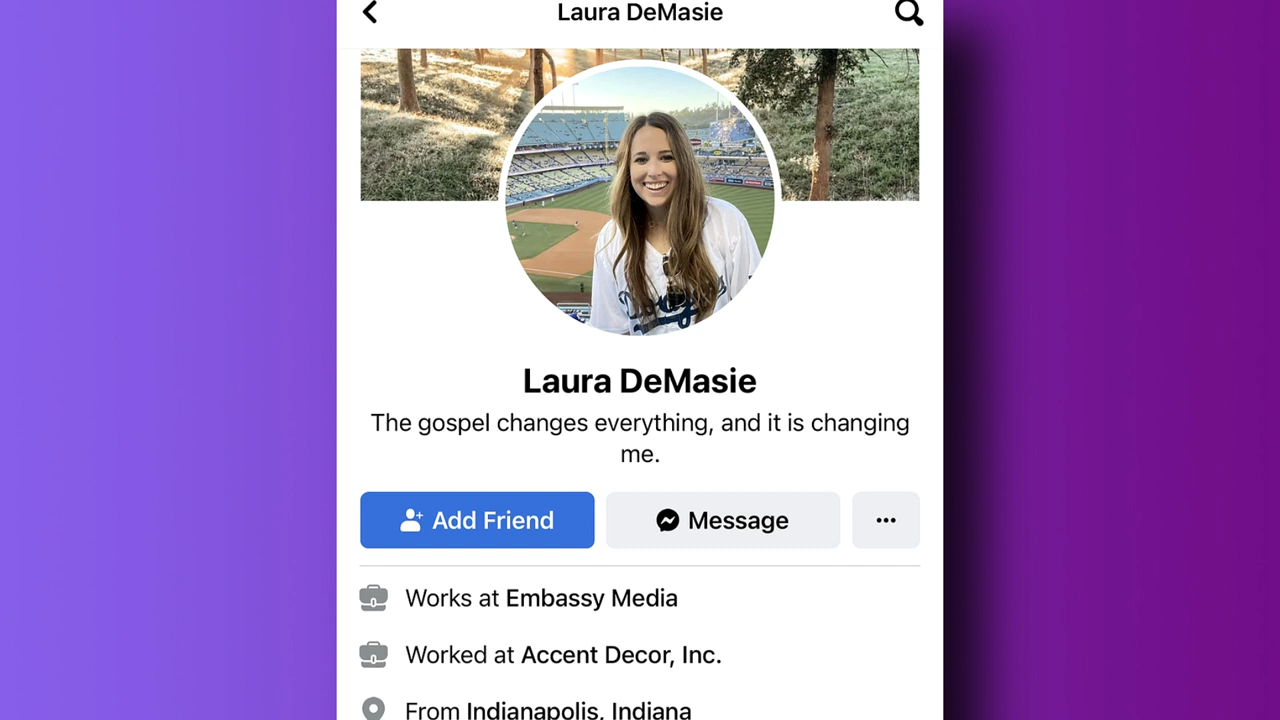 Laura DeMasie
Laura DeMasie
The gospel changes everything, and it is changing
me.
Add Friend
Message
Works at Embassy Media
Worked at Accent Decor, Inc.
From Indianapolis, Indiana